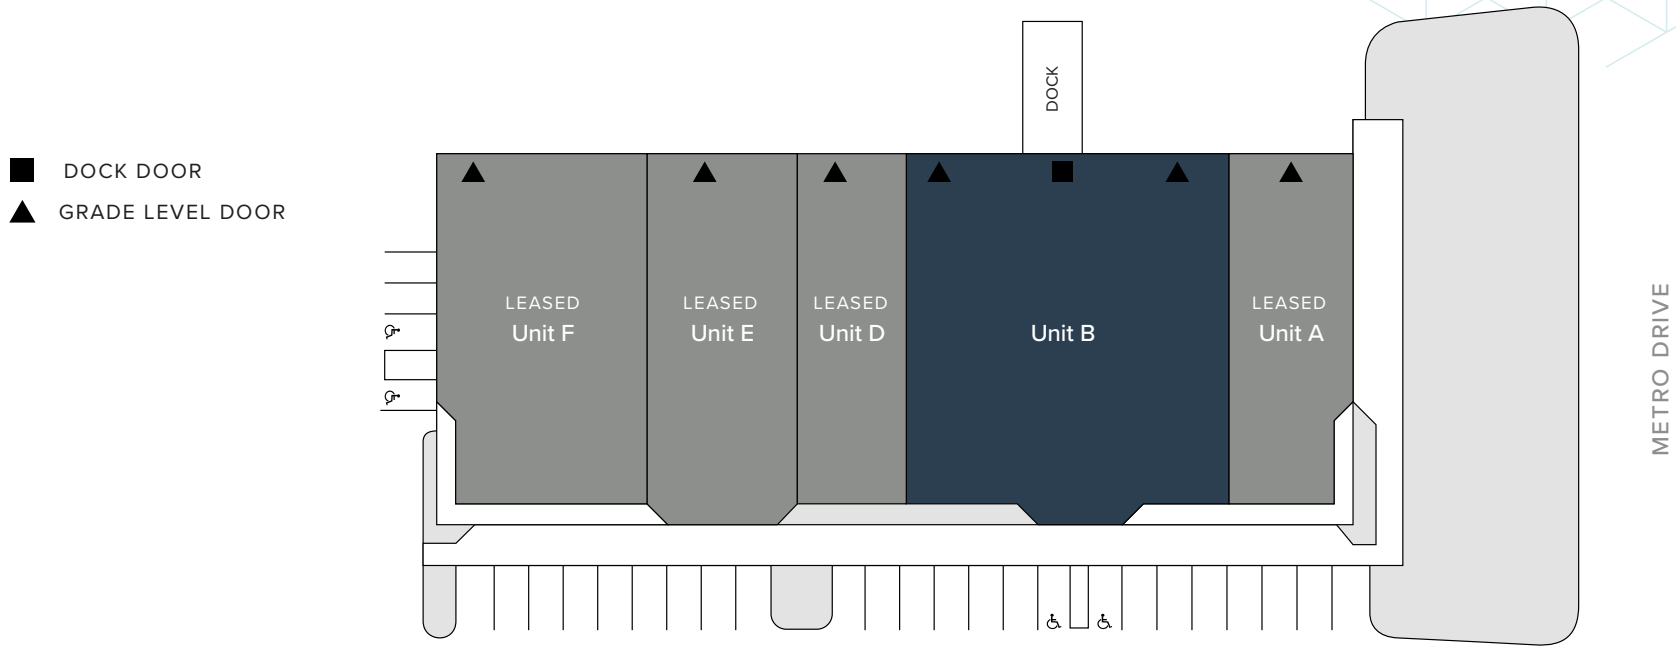 DOCK
DOCK DOOR
GRADE LEVEL DOOR
LEASED
Unit F
LEASED
Unit E
LEASED
Unit D
Unit B
LEASED
Unit A
METRO DRIVE